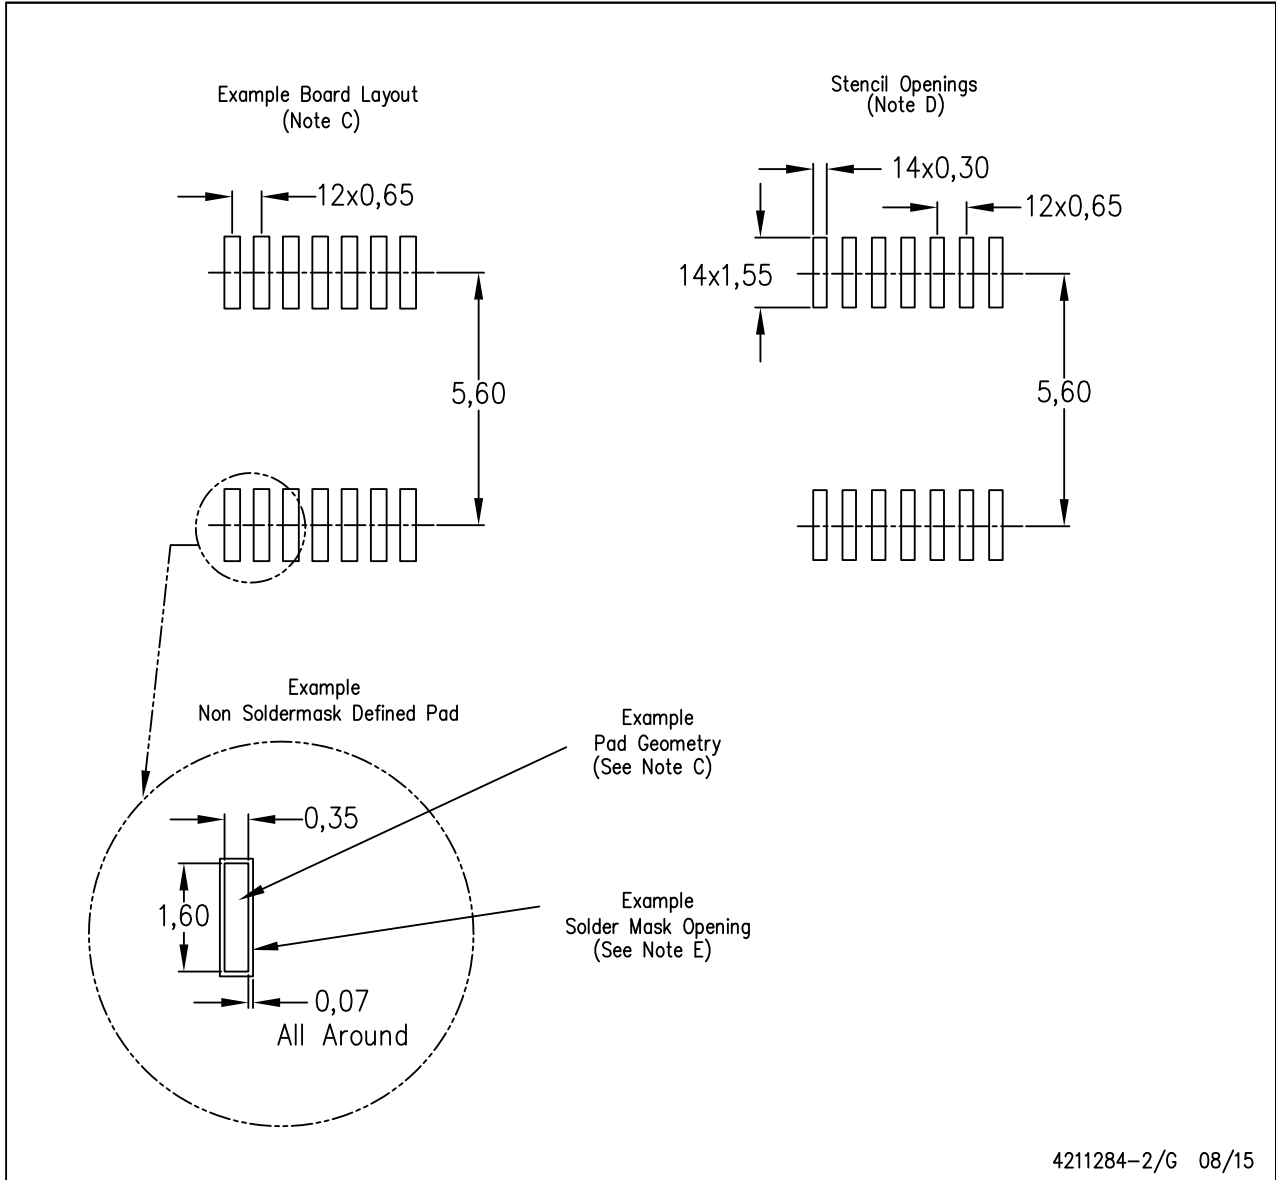 Example Board Layout
(Note C)
12x0,65
5,60
Stencil Openings
(Note D)
14x0,30
12x0,65
14x1,55
5,60
Example
Non Soldermask Defined Pad
Example
Pad Geometry
(See Note C)
0,35
1,60
Example
Solder Mask Opening
(See Note E)
0,07
All Around
4211284-2/G 08/15